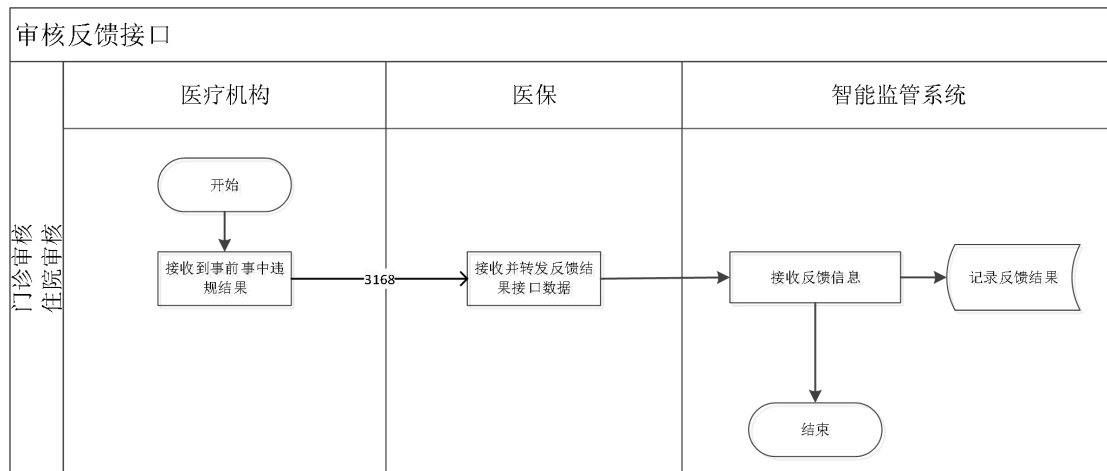 审核反馈接口
医疗机构
医保
智能监管系统
门诊审核
住院审核
开始
接收到事前事中违
规结果
3168
接收并转发反馈结
果接口数据
接收反馈信息
记录反馈结果
结束